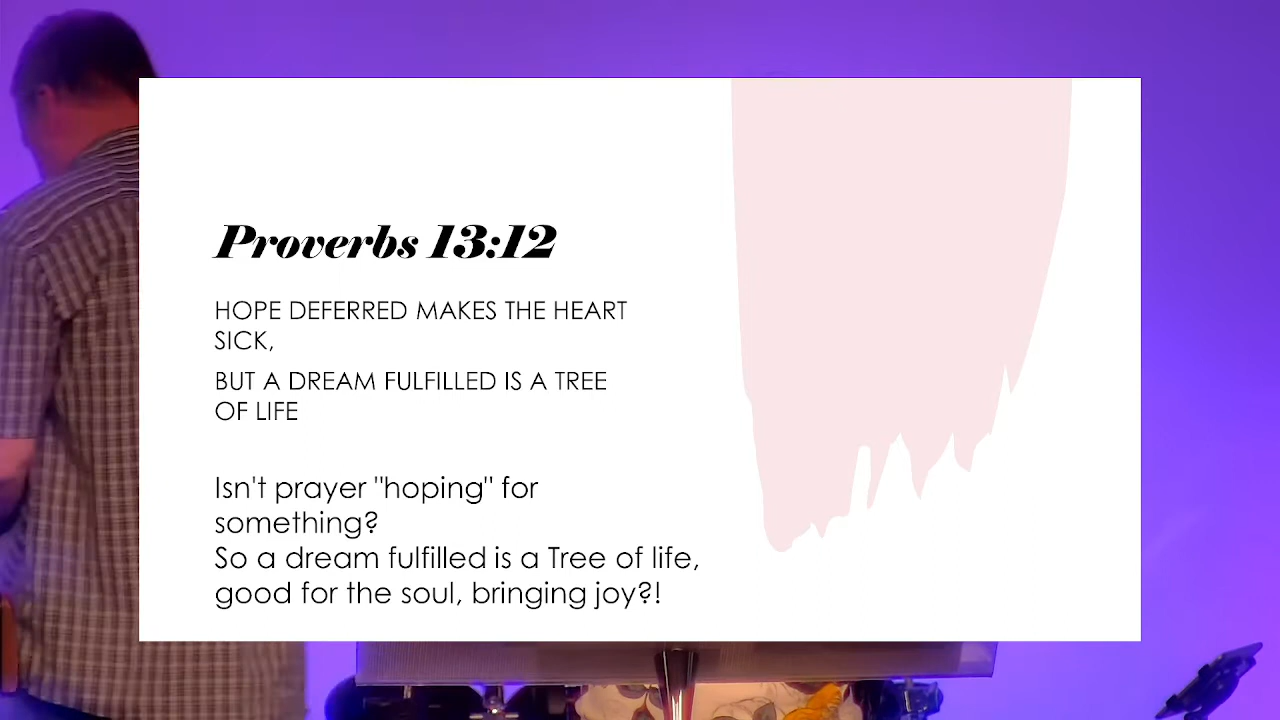 Proverbs 13:12
HOPE DEFERRED MAKES THE HEART
SICK,
BUT A DREAM FULFILLED IS A TREE
OF LIFE
Isn't prayer "hoping" for
something?
So a dream fulfilled is a Tree of life,
good for the soul, bringing joy?!